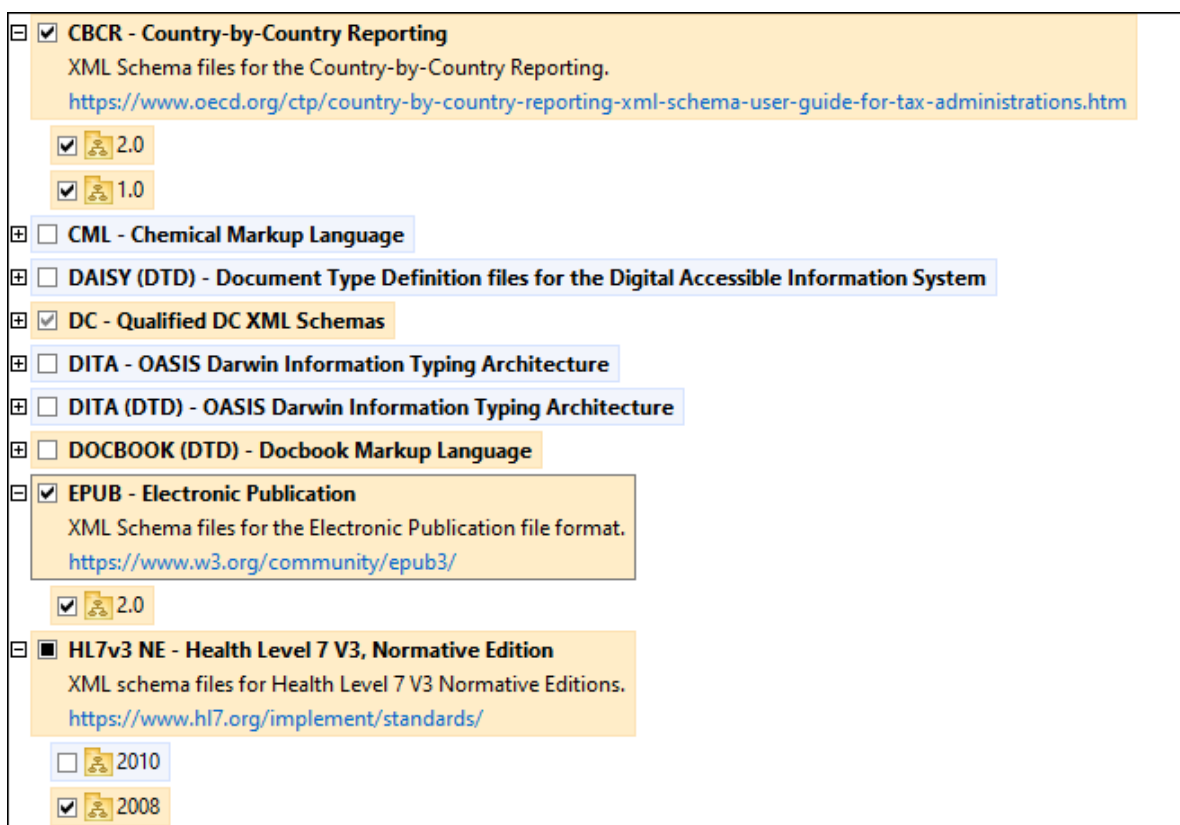 CBCR - Country-by-Country Reporting
XML Schema files for the Country-by-Country Reporting.
https://www.oecd.org/ctp/country-by-country-reporting-xml-schema-user-guide-for-tax-administrations.htm
2.0
1.0
CML - Chemical Markup Language
DAISY (DTD) - Document Type Definition files for the Digital Accessible Information System
DC - Qualified DC XML Schemas
DITA - OASIS Darwin Information Typing Architecture
DITA (DTD) - OASIS Darwin Information Typing Architecture
DOCBOOK (DTD) - Docbook Markup Language
EPUB - Electronic Publication
XML Schema files for the Electronic Publication file format.
https://www.w3.org/community/epub3/
2.0
HL7v3 NE - Health Level 7 V3, Normative Edition
XML schema files for Health Level 7 V3 Normative Editions.
https://www.hl7.org/implement/standards/
2010
2008